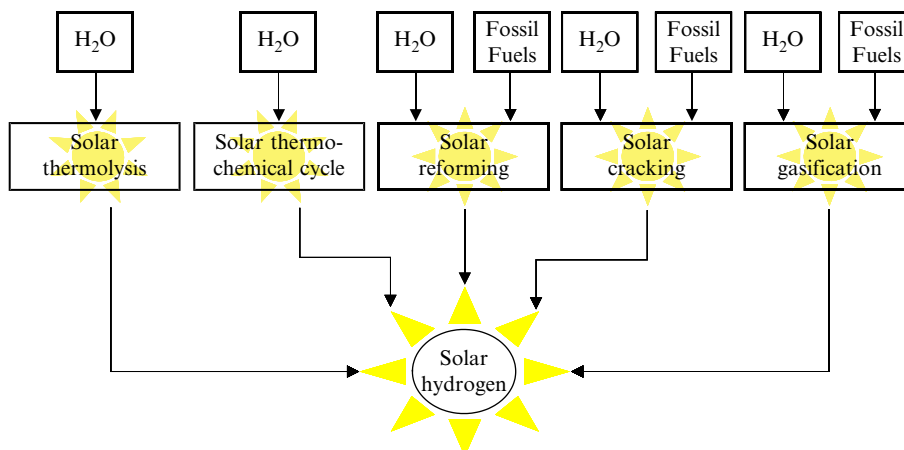 H₂O
H₂O
H₂O
Fossil
Fuels
H₂O
Fossil
Fuels
H₂O
Fossil
Fuels
Solar
thermolysis
Solar thermo-
chemical cycle
Solar
reforming
Solar
cracking
Solar
gasification
Solar
hydrogen